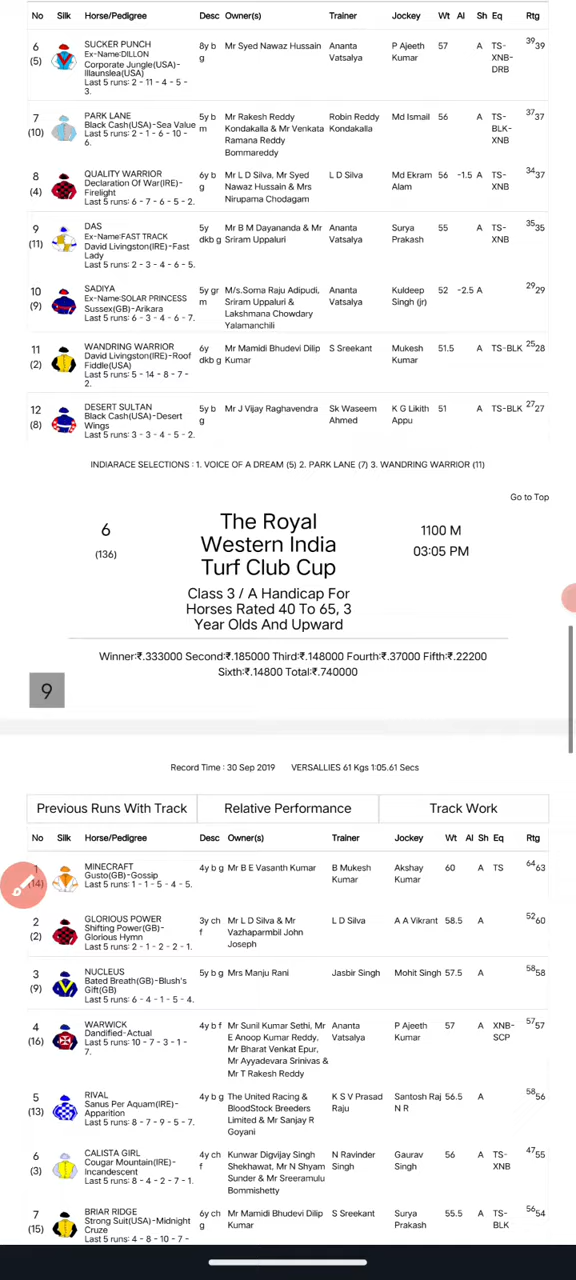 No Silk Horse/Pedigree Desc Owner(s) Trainer Jockey Wt Al Sh Eq Rtg
6 SUCKER PUNCH 8y b Mr Syed Nawaz Hussain Ananta P Ajeeth 57 A TS- 39 39
(5) Ex-Name:DILLON g Vatsalya Kumar XNB-
Corporate Jungle(USA)- DRB
Illaunslea(USA)
Last 5 runs: 2 - 11 - 4 - 5 -
3.
7 PARK LANE 5y b Mr Rakesh Reddy Robin Reddy Md Ismail 56 A TS- 37 37
(10) Black Cash(USA)-Sea Value m Kondakalla & Mr Venkata Kondakalla BLK-
Last 5 runs: 2 - 1 - 6 - 10 - Ramana Reddy XNB
6. Bommareddy
8 QUALITY WARRIOR 6y b Mr L D Silva, Mr Syed L D Silva Md Ekram 56 -1.5 A TS- 34 37
(4) Declaration Of War(IRE)- g Nawaz Hussain & Mrs Alam XNB
Firelight Nirupama Chodagam
Last 5 runs: 6 - 7 - 6 - 5 - 2.
9 DAS 5y Mr B M Dayananda & Mr Ananta Surya 55 A TS- 35 35
(11) Ex-Name:FAST TRACK dkb g Sriram Uppaluri Vatsalya Prakash XNB
David Livingston(IRE)-Fast
Lady
Last 5 runs: 2 - 3 - 4 - 6 - 5.
10 SADIYA 5y gr M/s.Soma Raju Adipudi, Ananta Kuldeep 52 -2.5 A 29 29
(9) Ex-Name:SOLAR PRINCESS m Sriram Uppaluri & Vatsalya Singh (jr)
Sussex(GB)-Arikara Lakshmana Chowdary
Last 5 runs: 6 - 3 - 4 - 6 - 7. Yalamanchili
11 WANDRING WARRIOR 6y Mr Mamidi Bhudevi Dilip S Sreekant Mukesh 51.5 A TS-BLK 25 28
(2) David Livingston(IRE)-Roof dkb g Kumar Kumar
Fiddle(USA)
Last 5 runs: 5 - 14 - 8 - 7 -
2.
12 DESERT SULTAN 5y b Mr J Vijay Raghavendra Sk Waseem K G Likith 51 A TS-BLK 27 27
(8) Black Cash(USA)-Desert g Ahmed Appu
Wings
Last 5 runs: 3 - 3 - 4 - 5 - 2.
INDIARACE SELECTIONS : 1. VOICE OF A DREAM (5) 2. PARK LANE (7) 3. WANDRING WARRIOR (11)
Go to Top
6 The Royal 1100 M
(136) Western India 03:05 PM
Turf Club Cup
Class 3 / A Handicap For
Horses Rated 40 To 65, 3
Year Olds And Upward
Winner:₹.333000 Second:₹.185000 Third:₹.148000 Fourth:₹.37000 Fifth:₹.22200
Sixth:₹.14800 Total:₹.740000
9
Record Time : 30 Sep 2019 VERSALLIES 61 Kgs 1:05.61 Secs
Previous Runs With Track Relative Performance Track Work
No Silk Horse/Pedigree Desc Owner(s) Trainer Jockey Wt Al Sh Eq Rtg
1 MINECRAFT 4y b g Mr B E Vasanth Kumar B Mukesh Akshay 60 A TS 64 63
(14) Gusto(GB)-Gossip Kumar Kumar
Last 5 runs: 1 - 1 - 5 - 4 - 5.
2 GLORIOUS POWER 3y ch Mr L D Silva & Mr L D Silva A A Vikrant 58.5 A 52 60
(2) Shifting Power(GB)- f Vazhaparmbil John
Glorious Hymn Joseph
Last 5 runs: 2 - 1 - 2 - 2 - 1.
3 NUCLEUS 5y b g Mrs Manju Rani Jasbir Singh Mohit Singh 57.5 A 58 58
(9) Bated Breath(GB)-Blush's
Gift(GB)
Last 5 runs: 6 - 4 - 1 - 5 - 4.
4 WARWICK 4y b f Mr Sunil Kumar Sethi, Mr Ananta P Ajeeth 57 A XNB- 57 57
(16) Dandified-Actual E Anoop Kumar Reddy, Vatsalya Kumar SCP
Last 5 runs: 10 - 7 - 3 - 1 - Mr Bharat Venkat Epur,
7. Mr Ayyadevara Srinivas &
Mr T Rakesh Reddy
5 RIVAL 4y b g The United Racing & K S V Prasad Santosh Raj 56.5 A 58 56
(13) Sanus Per Aquam(IRE)- BloodStock Breeders Raju N R
Apparition Limited & Mr Sanjay R
Last 5 runs: 8 - 7 - 9 - 5 - 7. Goyani
6 CALISTA GIRL 4y ch Kunwar Digvijay Singh N Ravinder Gaurav 56 A TS- 47 55
(3) Cougar Mountain(IRE)- f Shekhawat, Mr N Shyam Singh Singh XNB
Incandescent Sunder & Mr Sreeramulu
Last 5 runs: 8 - 4 - 2 - 7 - 1. Bommishetty
7 BRIAR RIDGE 6y ch Mr Mamidi Bhudevi Dilip S Sreekant Surya 55.5 A TS- 56 54
(15) Strong Suit(USA)-Midnight g Kumar Prakash BLK
Cruze
Last 5 runs: 4 - 8 - 10 - 7 -